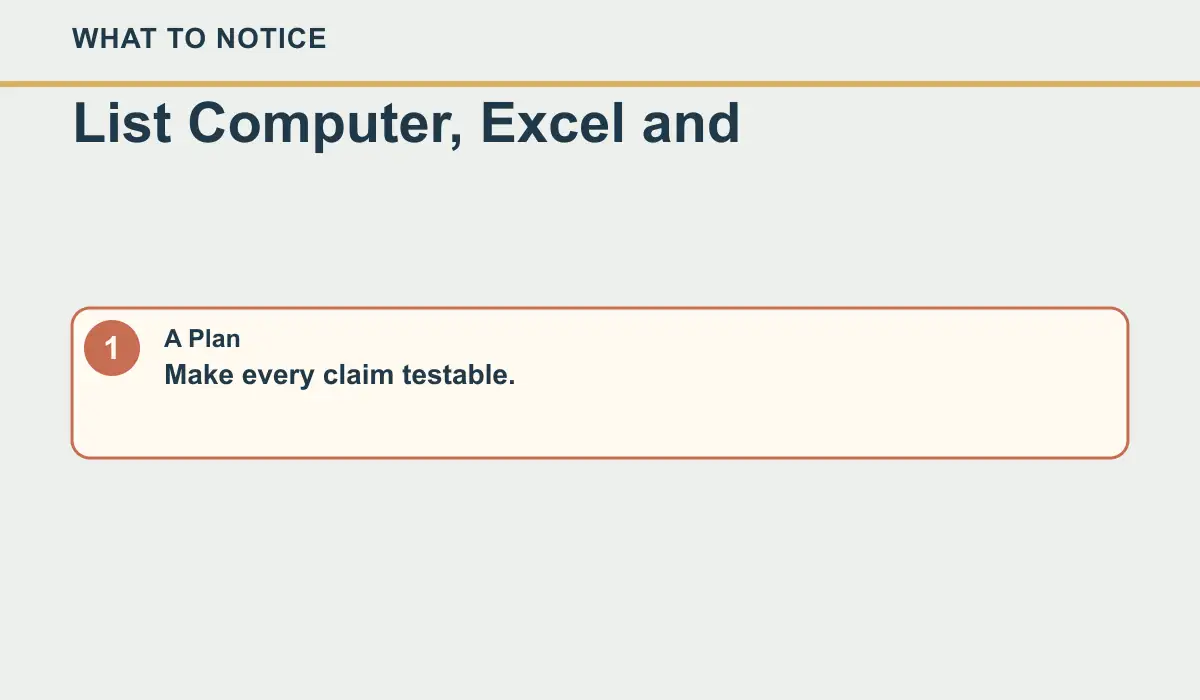 WHAT TO NOTICE
List Computer, Excel and
1
A Plan
Make every claim testable.